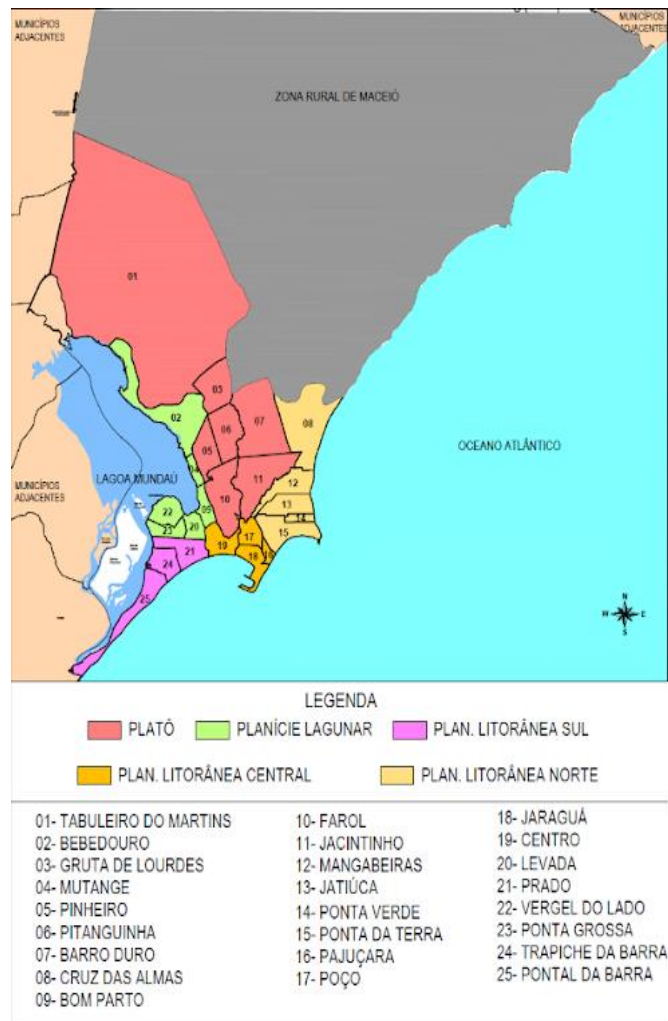 MUNICÍPIOS
ADJACENTES
MUNICÍPIOS
ADJACENTES
ZONA RURAL DE MACEIÓ
01
03
02
06
07
08
05
OCEANO ATLÂNTICO
LAGOA MUNDAÚ
04
11
12
MUNICÍPIOS
ADJACENTES
10
13
22
09
14
23
20
17
15
19
21
18
16
24
25
N
W E
S
LEGENDA
PLATÔ
PLANÍCIE LAGUNAR
PLAN. LITORÂNEA SUL
PLAN. LITORÂNEA CENTRAL
PLAN. LITORÂNEA NORTE
01- TABULEIRO DO MARTINS
02- BEBEDOURO
03- GRUTA DE LOURDES
04- MUTANGE
05- PINHEIRO
06- PITANGUINHA
07- BARRO DURO
08- CRUZ DAS ALMAS
09- BOM PARTO
10- FAROL
11- JACINTINHO
12- MANGABEIRAS
13- JATIÚCA
14- PONTA VERDE
15- PONTA DA TERRA
16- PAJUÇARA
17- POÇO
18- JARAGUÁ
19- CENTRO
20- LEVADA
21- PRADO
22- VERGEL DO LADO
23- PONTA GROSSA
24- TRAPICHE DA BARRA
25- PONTAL DA BARRA